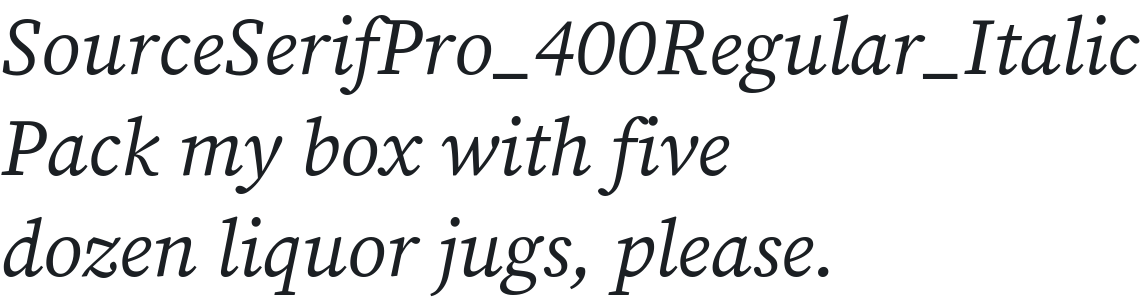 SourceSerifPro_400Regular_Italic
Pack my box with five
dozen liquor jugs, please.